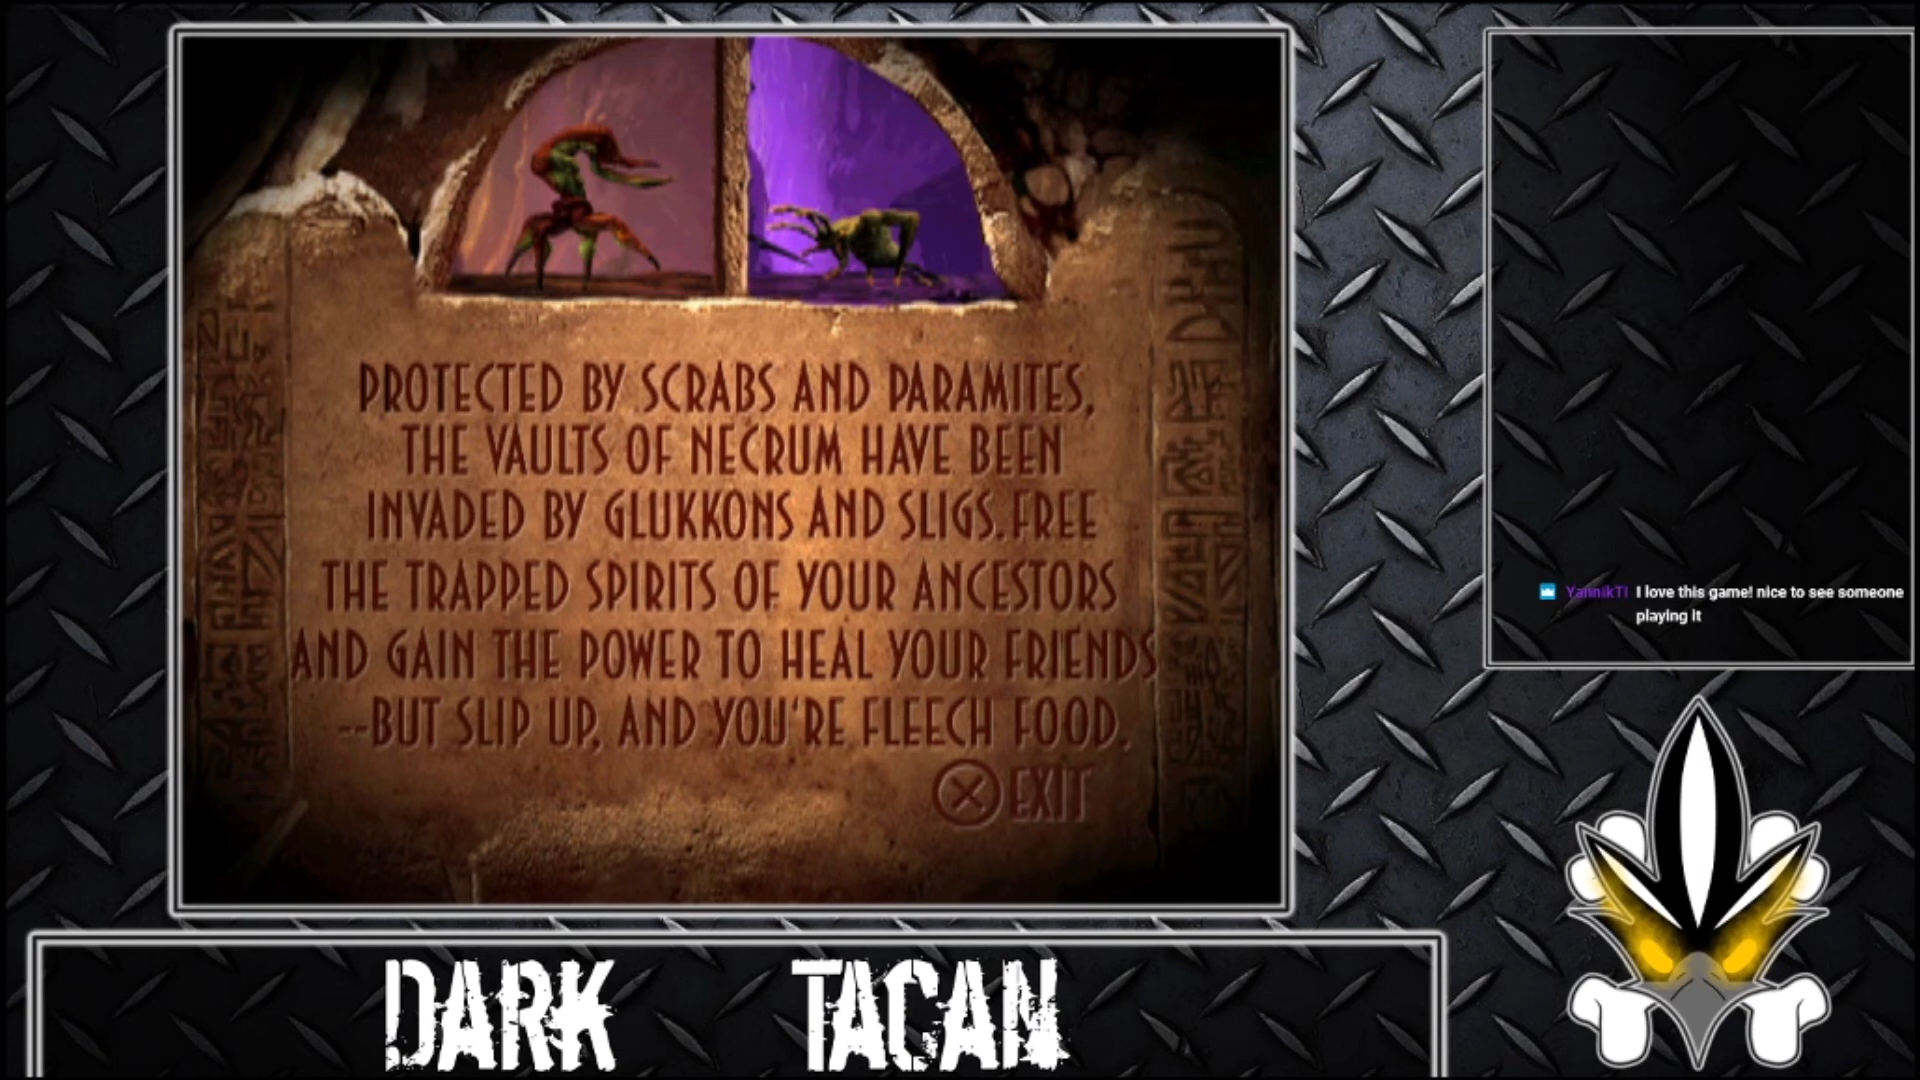 PROTECTED BY SCRABS AND PARAMITES,
THE VAULTS OF NECRUM HAVE BEEN
INVADED BY GLUKKONS AND SLIGS. FREE
THE TRAPPED SPIRITS OF YOUR ANCESTORS
AND GAIN THE POWER TO HEAL YOUR FRIENDS
--BUT SLIP UP, AND YOU'RE FLEECH FOOD.
EXIT
YannikTI I love this game! nice to see someone
playing it
DARK TACAN